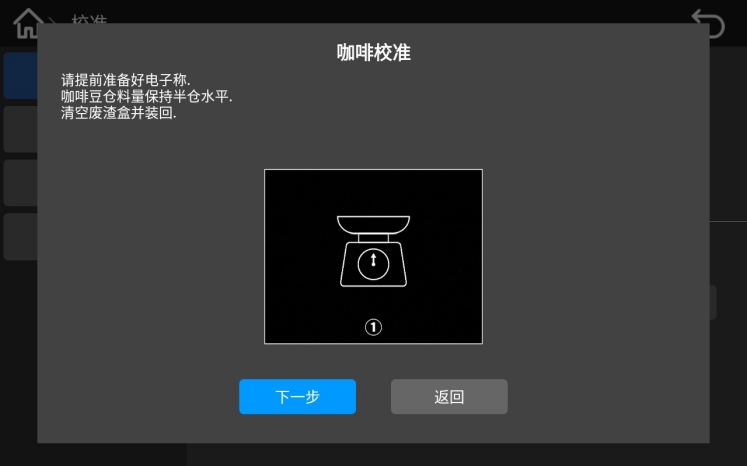 校准
咖啡校准
请提前准备好电子称.
咖啡豆仓料量保持半仓水平.
清空废渣盒并装回.
①
下一步
返回